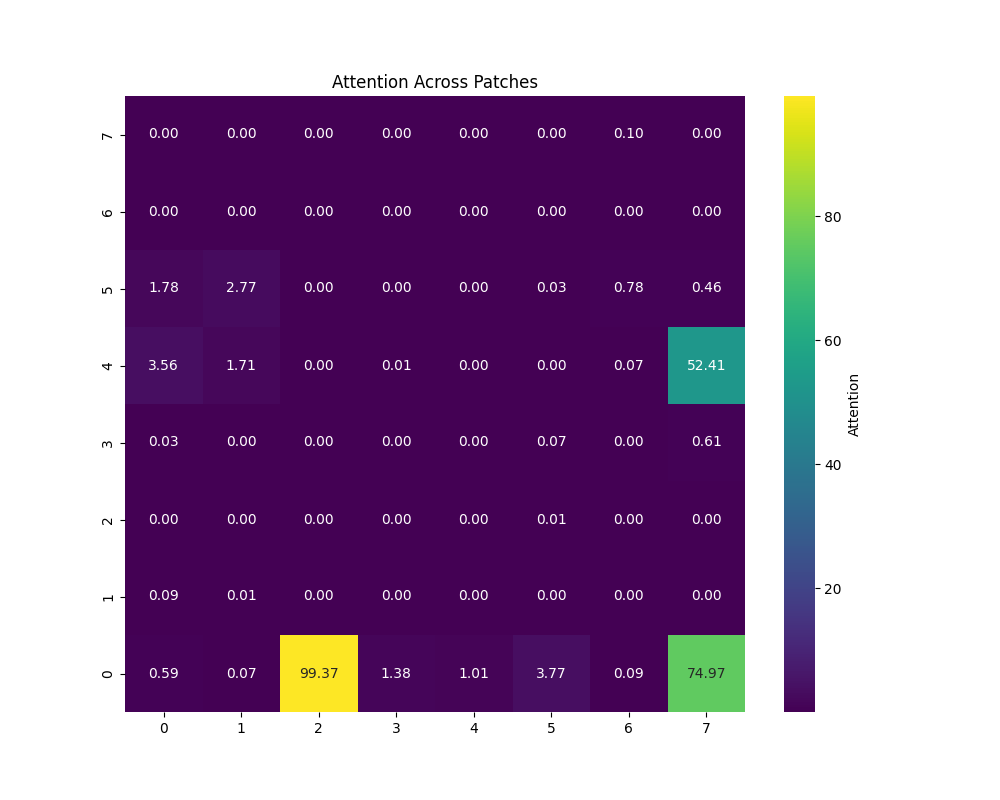 Attention Across Patches
7 0.00 0.00 0.00 0.00 0.00 0.00 0.10 0.00
6 0.00 0.00 0.00 0.00 0.00 0.00 0.00 0.00
5 1.78 2.77 0.00 0.00 0.00 0.03 0.78 0.46
4 3.56 1.71 0.00 0.01 0.00 0.00 0.07 52.41
3 0.03 0.00 0.00 0.00 0.00 0.07 0.00 0.61
2 0.00 0.00 0.00 0.00 0.00 0.01 0.00 0.00
1 0.09 0.01 0.00 0.00 0.00 0.00 0.00 0.00
0 0.59 0.07 99.37 1.38 1.01 3.77 0.09 74.97
0 1 2 3 4 5 6 7
80
60
40
20
Attention